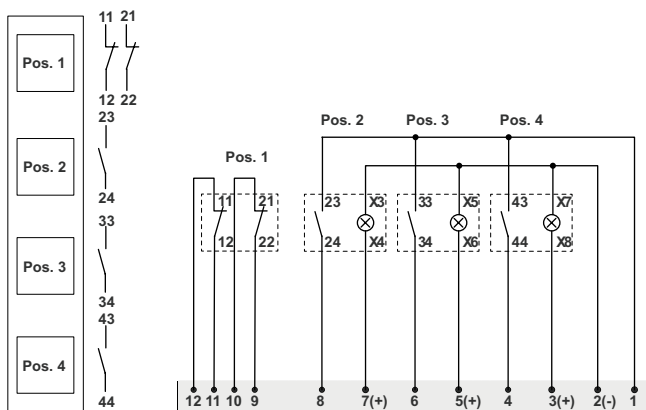 11 21
Pos. 1
12 22
23
Pos. 2
24
33
Pos. 3
34
43
Pos. 4
44
Pos. 2 Pos. 3 Pos. 4
Pos. 1
11 21 23 X3 33 X5 43 X7
12 22 24 X4 34 X6 44 X8
12 11 10 9 8 7(+) 6 5(+) 4 3(+) 2(-) 1